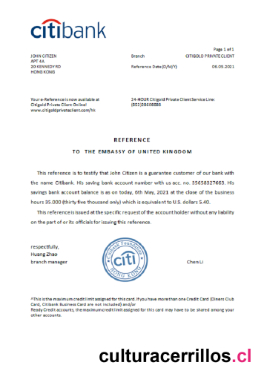 citibank
Page 1 of 1
JOHN CITIZEN Branch CITIGOLD PRIVATE CLIENT
APT 4A
20 KENNEDY RD Reference Date(D/M/Y) 06.05.2021
HONG KONG
Your e-Reference is now available at 24-HOUR Citigold Private Client Service Line:
Citigold Private Client Online!
www.citigoldprivateclient.com/hk
REFERENCE
TO THE EMBASSY OF UNITED KINGDOM
This reference is to testify that John Citizen is a guarantee customer of our bank with
the name Citibank. His saving bank account number with us acc. no. 35658327683. His
savings bank account balance is as on today, 6th May, 2021 at the close of the business
hours 35.000 (thirty five thousand only) which is equivalent to U.S. dollars 5.40.
This reference is issued at the specific request of the account holder without any liability
on the part of or its officials for issuing this reference.
respectfully,
Huang Zhao
branch manager Chen Li
citi
*This is the maximum credit limit assigned for this card. If you have more than one Credit Card (Diners Club
Card, Citibank Business Card are not included) and/or
Ready Credit accounts, the maximum credit limit assigned for this card may have to be shared among your
other accounts.
culturacerrillos.cl